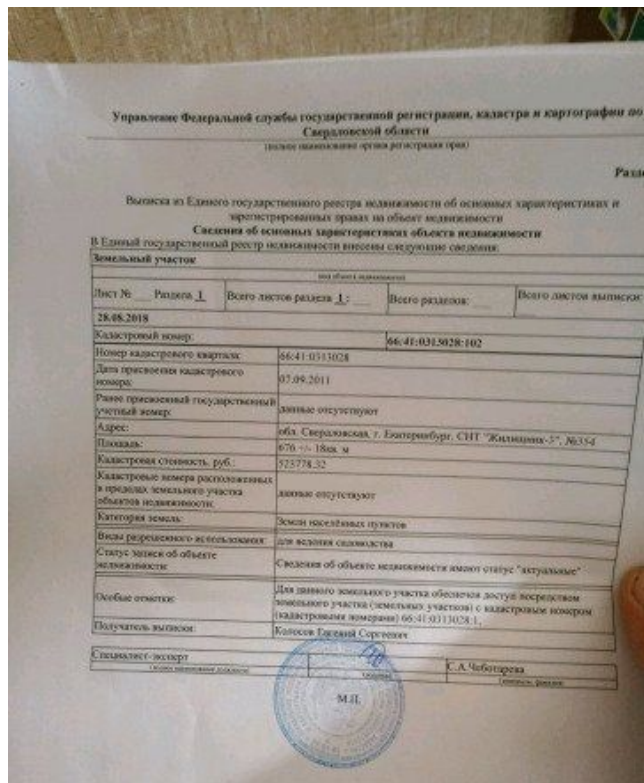 Управление Федеральной службы государственной регистрации, кадастра и картографии по
Свердловской области
(полное наименование органа регистрации прав)
Разде
Выписка из Единого государственного реестра недвижимости об основных характеристиках и
зарегистрированных правах на объект недвижимости
Сведения об основных характеристиках объекта недвижимости
В Единый государственный реестр недвижимости внесены следующие сведения:
Земельный участок
вид объекта недвижимости
Лист № Раздела 1 Всего листов раздела 1: Всего разделов: Всего листов выписки:
28.08.2018
Кадастровый номер: 66:41:0313028:102
Номер кадастрового квартала: 66:41:0313028
Дата присвоения кадастрового
номера: 07.09.2011
Ранее присвоенный государственный
учетный номер: данные отсутствуют
Адрес: обл. Свердловская, г. Екатеринбург, СНТ "Жилищник-5", №354
Площадь: 676 +/- 18кв. м
Кадастровая стоимость, руб.: 523778.32
Кадастровые номера расположенных
в пределах земельного участка
объектов недвижимости: данные отсутствуют
Категория земель: Земли населённых пунктов
Виды разрешенного использования: для ведения садоводства
Статус записи об объекте
недвижимости: Сведения об объекте недвижимости имеют статус "актуальные"
Особые отметки: Для данного земельного участка обеспечен доступ посредством
земельного участка (земельных участков) с кадастровым номером
(кадастровыми номерами) 66:41:0313028:1,
Получатель выписки: Колосов Евгений Сергеевич
Специалист-эксперт С.А.Чеботарева
(полное наименование должности) (подпись) (инициалы, фамилия)
М.П.